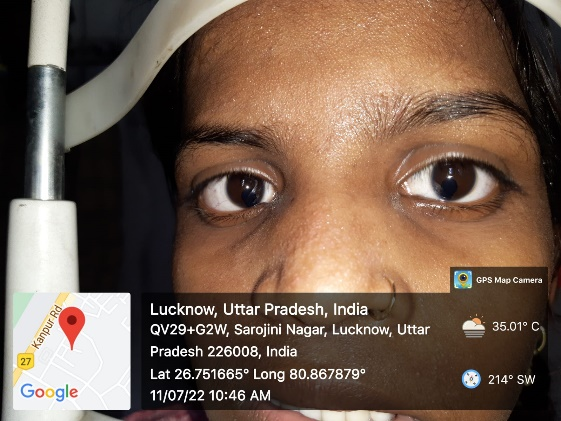 GPS Map Camera
Kanpur Rd
27
Google
Lucknow, Uttar Pradesh, India
QV29+G2W, Sarojini Nagar, Lucknow, Uttar
Pradesh 226008, India
Lat 26.751665° Long 80.867879°
11/07/22 10:46 AM
35.01° C
214° SW